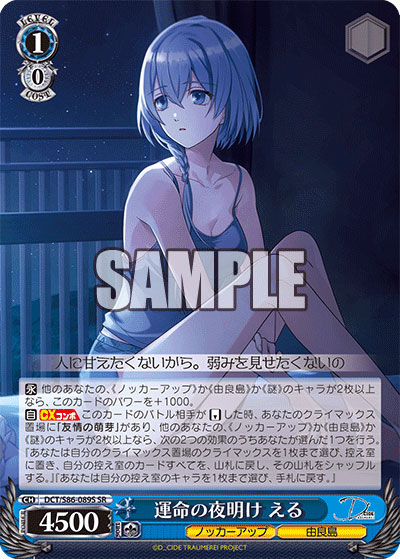 LEVEL
1
0
COST
SAMPLE
人に甘えたくないから。弱みを見せたくないの
永 他のあなたの、《ノッカーアップ》か《由良島》か《謎》のキャラが2枚以上
なら、このカードのパワーを+1000。
自 CXコンボ このカードのバトル相手が した時、あなたのクライマックス
置場に「友情の萌芽」があり、他のあなたの、《ノッカーアップ》か《由良島》か
《謎》のキャラが2枚以上なら、次の2つの効果のうちあなたが選んだ1つを行う。
『あなたは自分のクライマックス置場のクライマックスを1枚まで選び、控え室
に置き、自分の控え室のカードすべてを、山札に戻し、その山札をシャッフル
する。』『あなたは自分の控え室のキャラを1枚まで選び、手札に戻す。』
CH DCT/S86-089S SR
4500
運命の夜明け える
ノッカーアップ
由良島
©D_CIDE TRAUMEREI PROJECT